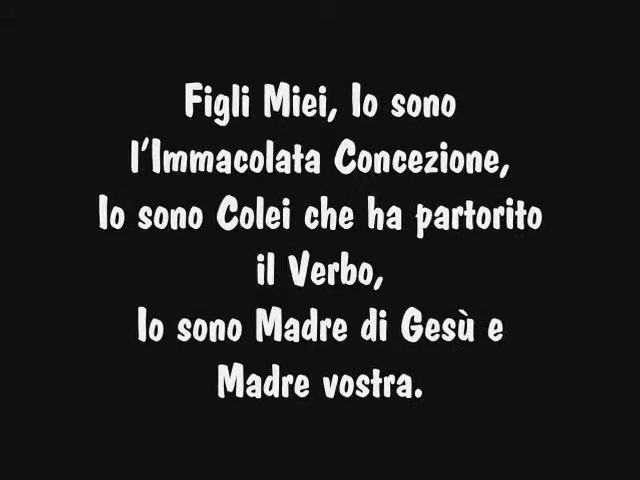 Figli Miei, Io sono
l'Immacolata Concezione,
Io sono Colei che ha partorito
il Verbo,
Io sono Madre di Gesù e
Madre vostra.